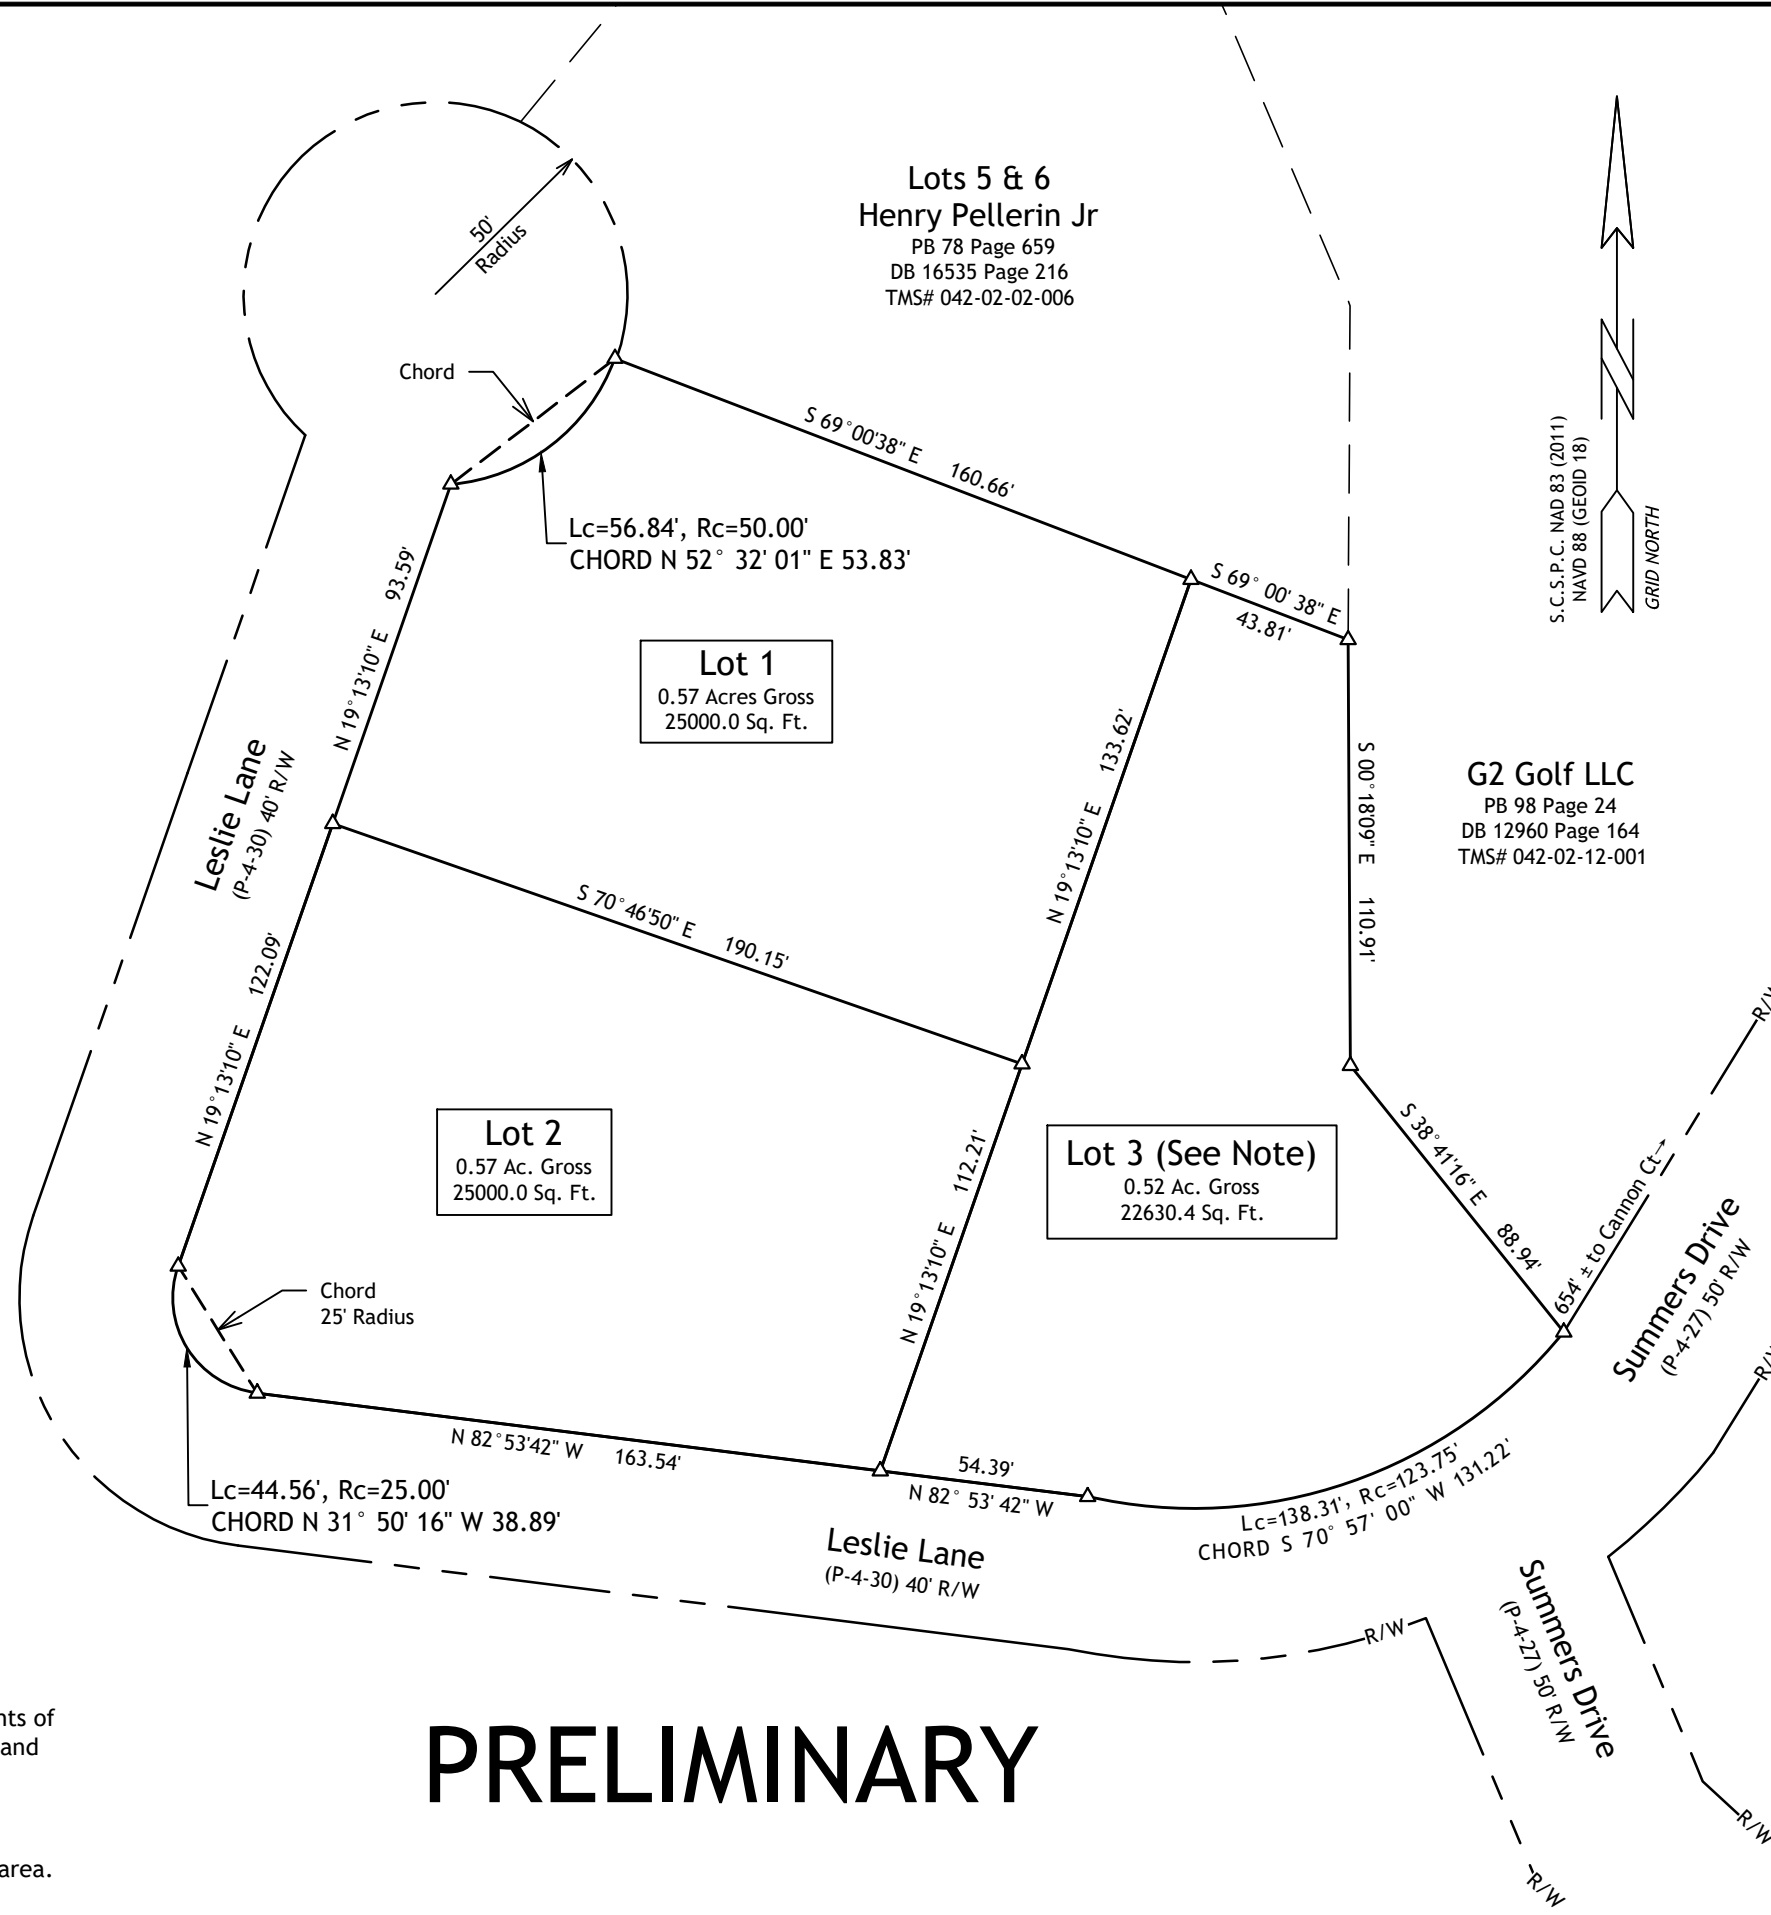 Lots 5 & 6
Henry Pellerin Jr
PB 78 Page 659
DB 16535 Page 216
TMS# 042-02-02-006
50'
Radius
Chord
S 69°00'38" E 160.66'
Lc=56.84', Rc=50.00'
CHORD N 52° 32' 01" E 53.83'
S 69° 00' 38" E
43.81'
S.C.S.P.C. NAD 83 (2011)
NAVD 88 (GEOID 18)
N
GRID NORTH
N 19°13'10" E 93.59'
Lot 1
0.57 Acres Gross
25000.0 Sq. Ft.
N 19°13'10" E 133.62'
S 00°18'09" E 110.91'
G2 Golf LLC
PB 98 Page 24
DB 12960 Page 164
TMS# 042-02-12-001
Leslie Lane
(P-4-30) 40' R/W
S 70°46'50" E 190.15'
N 19°13'10" E 122.09'
R/W
Lot 2
0.57 Ac. Gross
25000.0 Sq. Ft.
N 19°13'10" E 112.21'
Lot 3 (See Note)
0.52 Ac. Gross
22630.4 Sq. Ft.
S 38°41'16" E 88.94'
654' ± to Cannon Ct
Summers Drive
(P-4-27) 50' R/W
R/W
Chord
25' Radius
N 82°53'42" W 163.54'
54.39'
N 82° 53' 42" W
Lc=138.31', Rc=123.75'
CHORD S 70° 57' 00" W 131.22'
Lc=44.56', Rc=25.00'
CHORD N 31° 50' 16" W 38.89'
Leslie Lane
(P-4-30) 40' R/W
R/W
Summers Drive
(P-4-27) 50' R/W
R/W
R/W
nts of
and
PRELIMINARY
area.